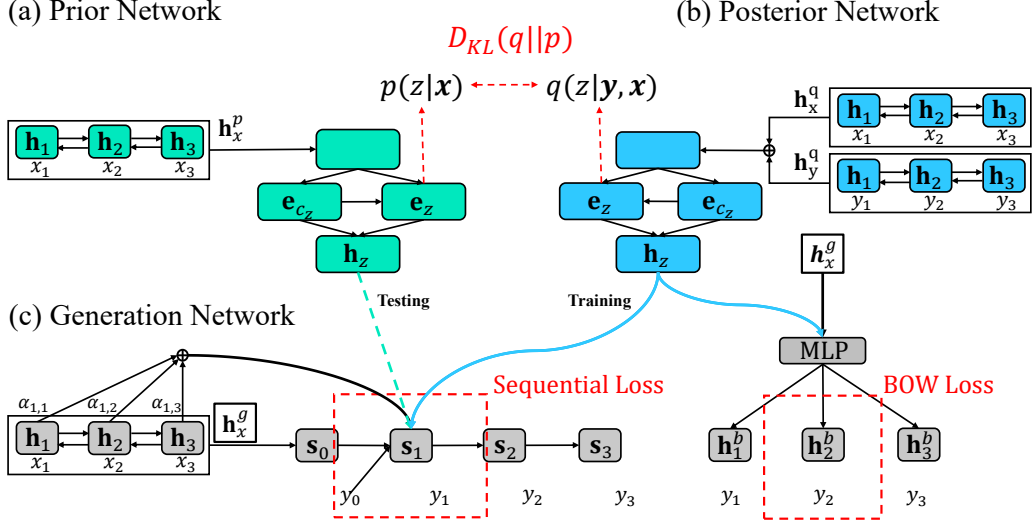 (a) Prior Network
(b) Posterior Network
D_{KL}(q||p)
p(z|x)
q(z|y, x)
h_1 h_2 h_3
x_1 x_2 x_3
h_x^p
e_{c_z} e_z
h_z
e_z e_{c_z}
h_z
h_x^q
h_1 h_2 h_3
x_1 x_2 x_3
h_y^q
h_1 h_2 h_3
y_1 y_2 y_3
Testing
Training
h_x^g
MLP
(c) Generation Network
Sequential Loss
BOW Loss
α_{1,1} α_{1,2} α_{1,3}
h_1 h_2 h_3
x_1 x_2 x_3
h_x^g
s_0 s_1 s_2 s_3
y_0 y_1 y_2 y_3
h_1^b h_2^b h_3^b
y_1 y_2 y_3